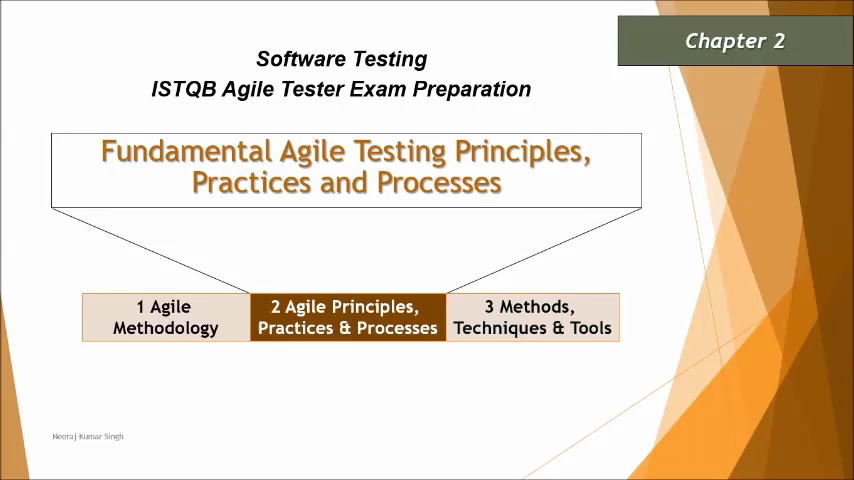 Chapter 2
Software Testing
ISTQB Agile Tester Exam Preparation
Fundamental Agile Testing Principles,
Practices and Processes
1 Agile
Methodology
2 Agile Principles,
Practices & Processes
3 Methods,
Techniques & Tools
Neeraj Kumar Singh